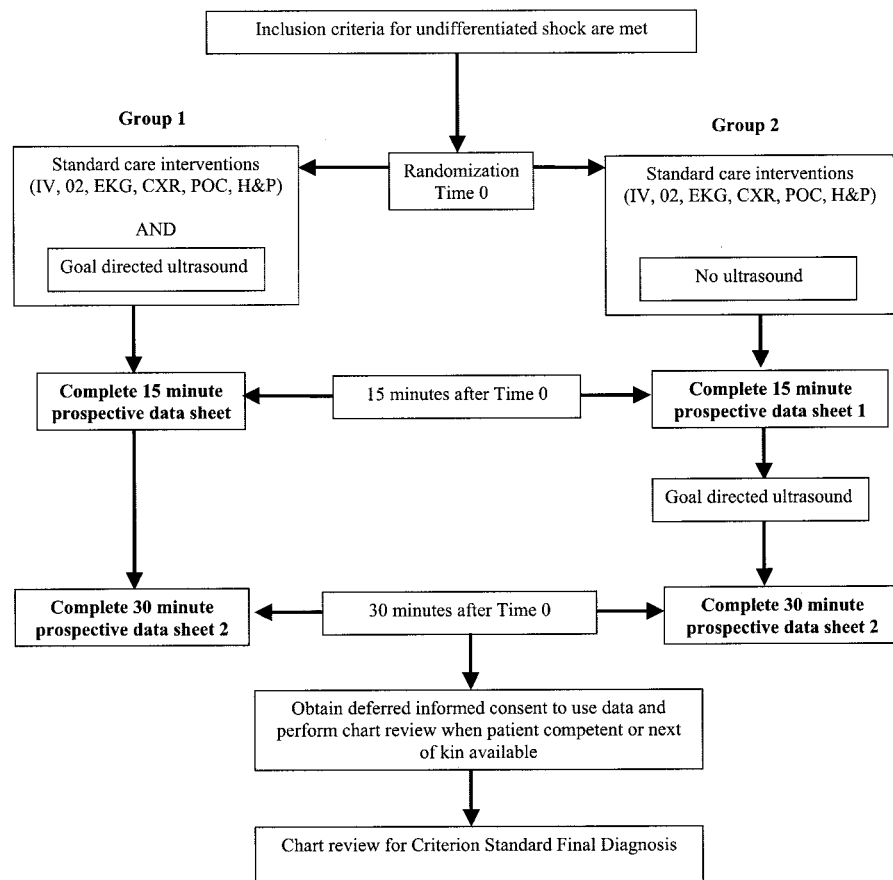 Inclusion criteria for undifferentiated shock are met
Group 1
Group 2
Standard care interventions
(IV, 02, EKG, CXR, POC, H&P)
AND
Goal directed ultrasound
Randomization
Time 0
Standard care interventions
(IV, 02, EKG, CXR, POC, H&P)
No ultrasound
Complete 15 minute
prospective data sheet
15 minutes after Time 0
Complete 15 minute
prospective data sheet 1
Goal directed ultrasound
Complete 30 minute
prospective data sheet 2
30 minutes after Time 0
Complete 30 minute
prospective data sheet 2
Obtain deferred informed consent to use data and
perform chart review when patient competent or next
of kin available
Chart review for Criterion Standard Final Diagnosis